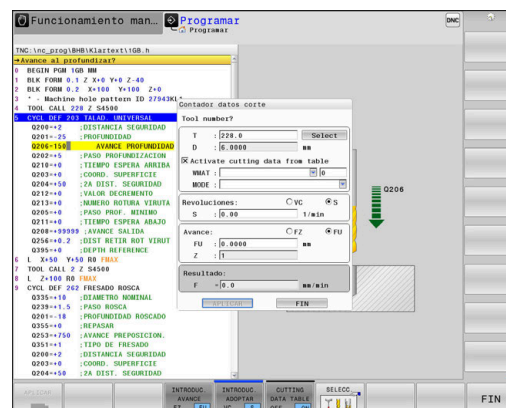 Funcionamiento man...
Programar
Programar
DNC
TNC:\nc_prog\BHB\Klartext\1GB.h
→Avance al profundizar?
0 BEGIN PGM 1GB MM
1 BLK FORM 0.1 Z X+0 Y+0 Z-40
2 BLK FORM 0.2 X+100 Y+100 Z+0
3 * - Machine hole pattern ID 27943KL
4 TOOL CALL 228 Z S4500
5 CYCL DEF 203 TALAD. UNIVERSAL
Q200=+2 ;DISTANCIA SEGURIDAD
Q201=-25 ;PROFUNDIDAD
Q206=150 AVANCE PROFUNDIDAD
Q202=+5 ;PASO PROFUNDIZACION
Q210=+0 ;TIEMPO ESPERA ARRIBA
Q203=+0 ;COORD. SUPERFICIE
Q204=+50 ;2A DIST. SEGURIDAD
Q212=+0 ;VALOR DECREMENTO
Q213=+0 ;NUMERO ROTURA VIRUTA
Q205=+0 ;PASO PROF. MINIMO
Q211=+0 ;TIEMPO ESPERA ABAJO
Q208=+99999 ;AVANCE SALIDA
Q256=+0.2 ;DIST RETIR ROT VIRUT
Q395=+0 ;DEPTH REFERENCE
6 L X+50 Y+50 R0 FMAX
7 TOOL CALL 2 Z S4500
8 L Z+100 R0 FMAX
9 CYCL DEF 262 FRESADO ROSCA
Q335=+10 ;DIAMETRO NOMINAL
Q239=+1.5 ;PASO ROSCA
Q201=-18 ;PROFUNDIDAD ROSCADO
Q355=+0 ;REPASAR
Q253=+750 ;AVANCE PREPOSICION.
Q351=+1 ;TIPO DE FRESADO
Q200=+2 ;DISTANCIA SEGURIDAD
Q203=+0 ;COORD. SUPERFICIE
Q204=+50 ;2A DIST. SEGURIDAD
Contador datos corte
Tool number?
T : 228.0 Select
D : 6.0000 mm
Activate cutting data from table
WMAT : 0
MODE :
Revoluciones: VC S
S : 0.00 1/min
Avance: FZ FU
FU : 0.0000 mm
Z : 1
Resultado:
F = 0.0 mm/min
APLICAR FIN
Q206
APLICAR
INTRODUC. AVANCE FZ FU
INTRODUC. ADOPTAR VC S
CUTTING DATA TABLE OFF ON
SELECC.
FIN